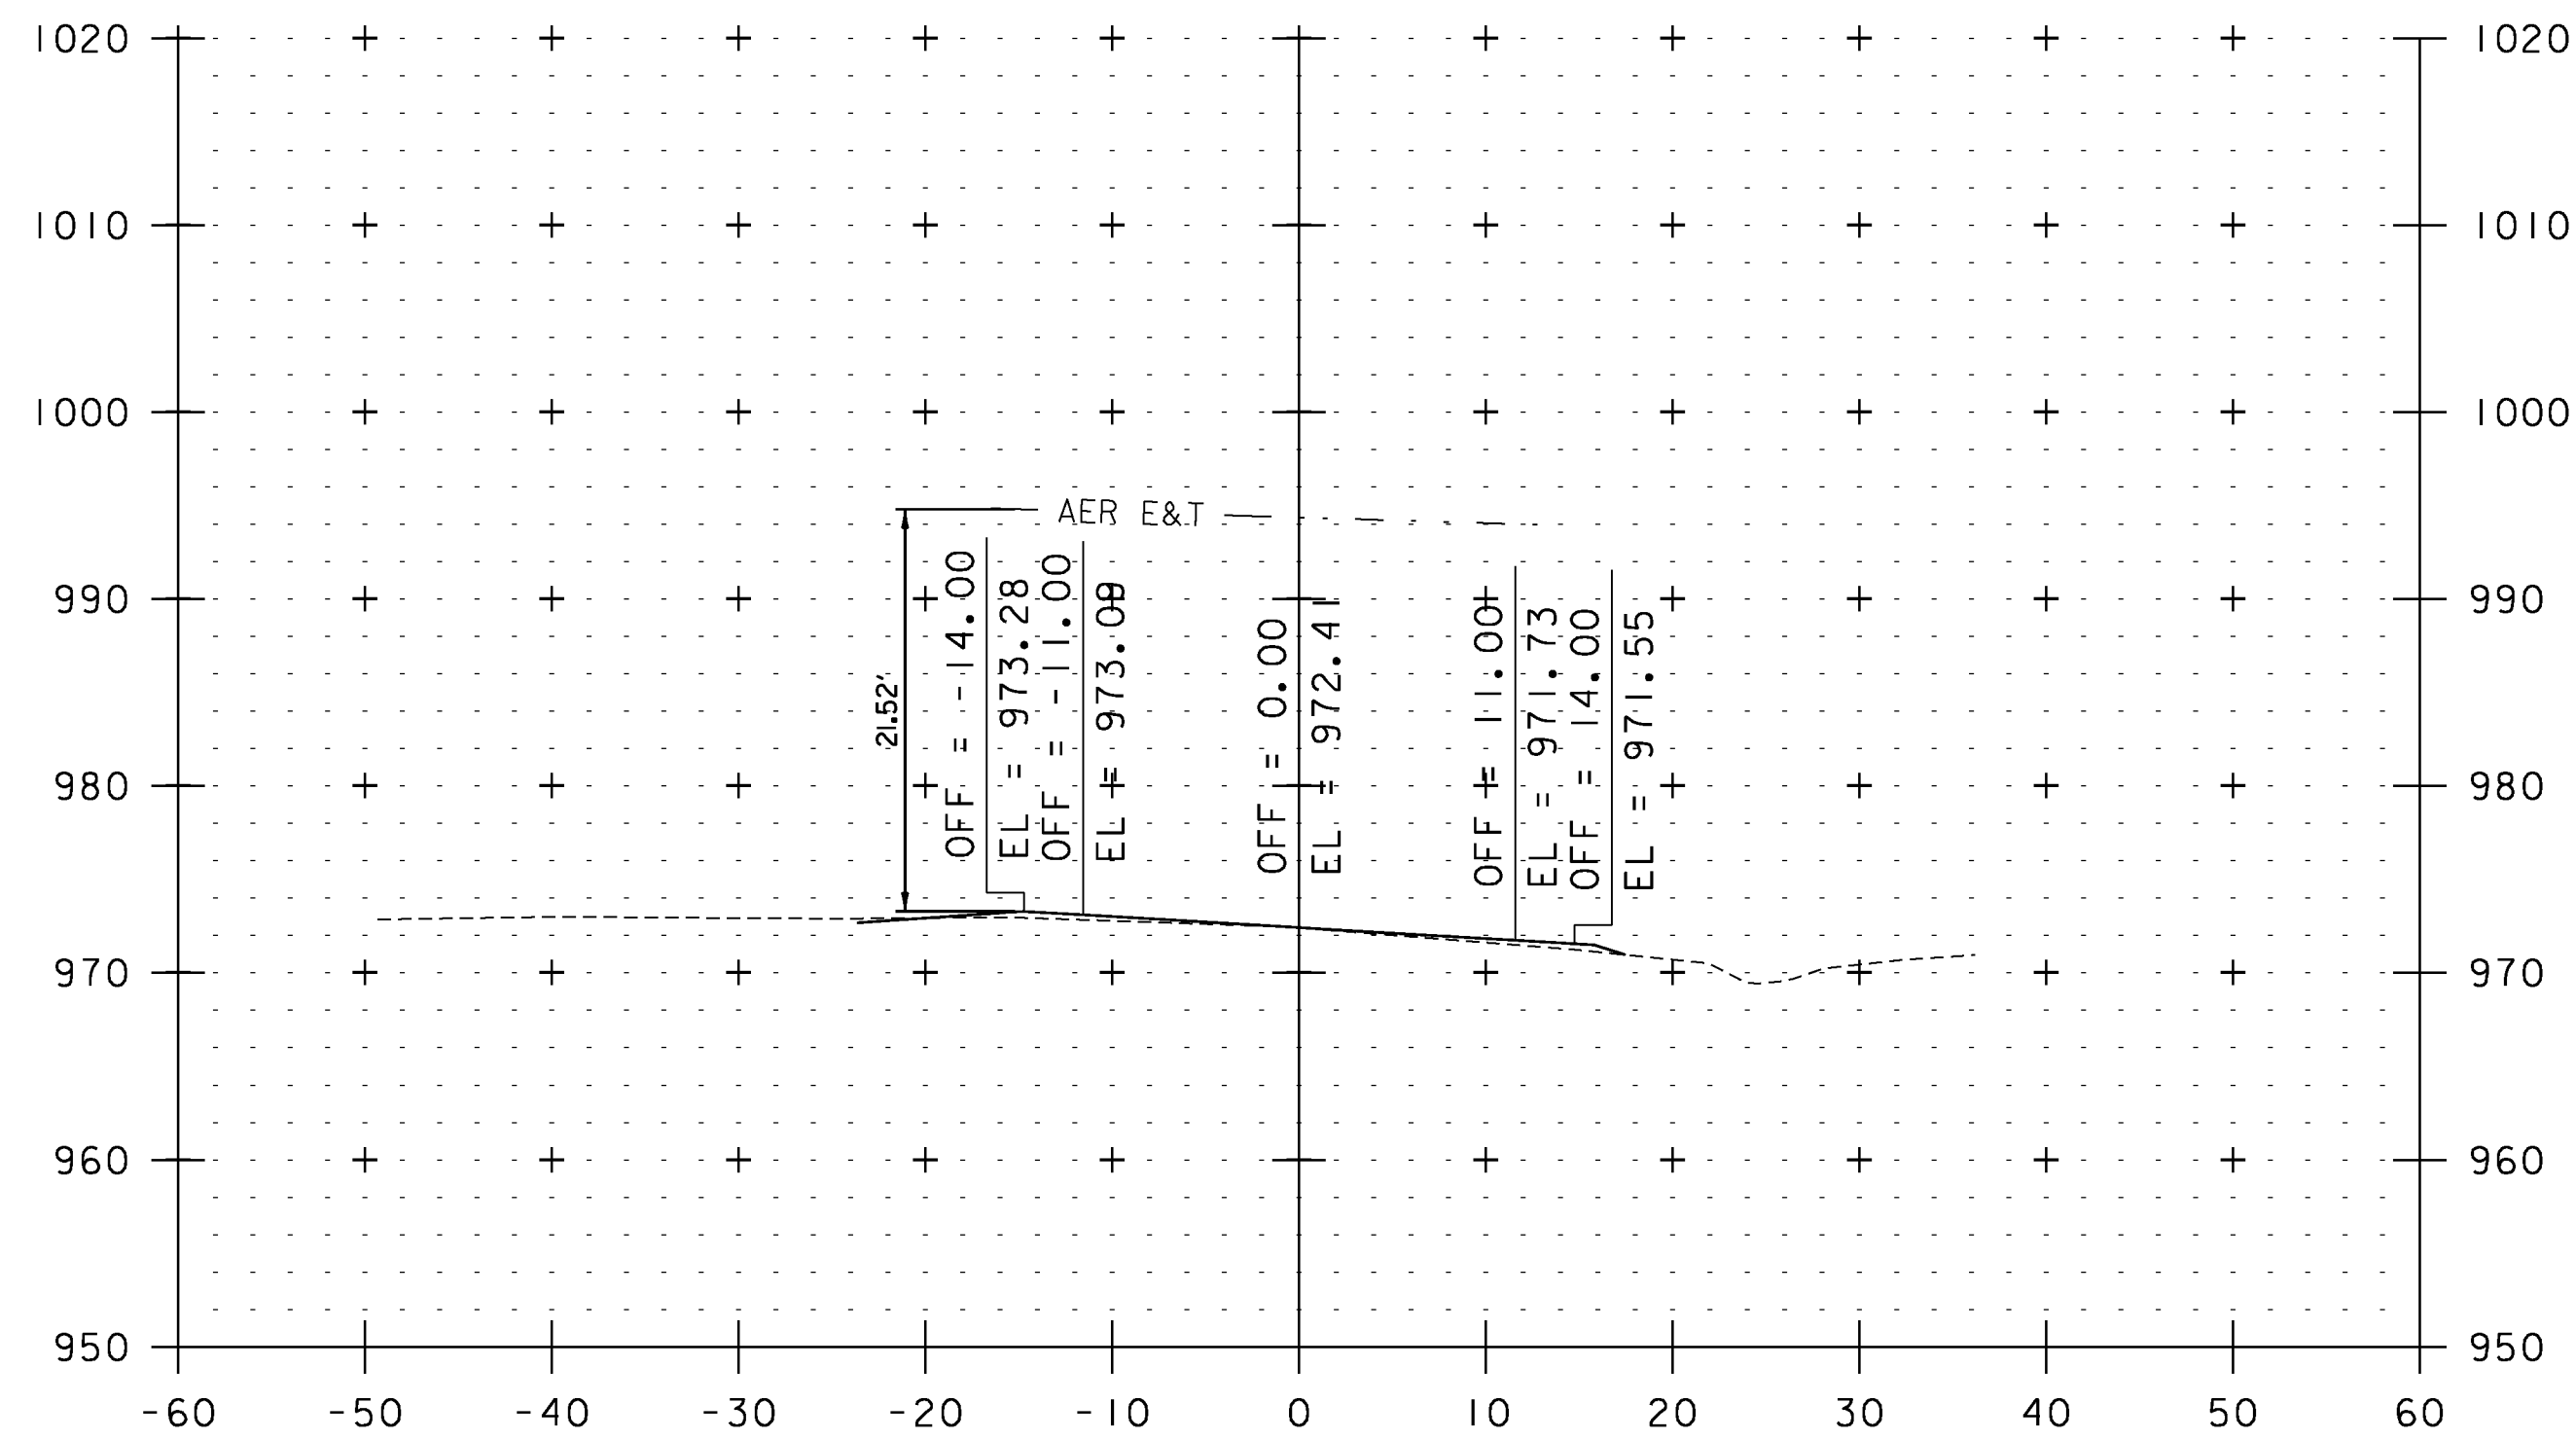 1020 1020
1010 1010
1000 1000
AER E&T
990 990
980 980
970 970
960 960
950 950
21.52'
OFF = -14.00
EL = 973.28
OFF = -11.00
EL = 973.09
OFF = 0.00
EL = 972.41
OFF = 11.00
EL = 971.73
OFF = 14.00
EL = 971.55
-60 -50 -40 -30 -20 -10 0 10 20 30 40 50 60